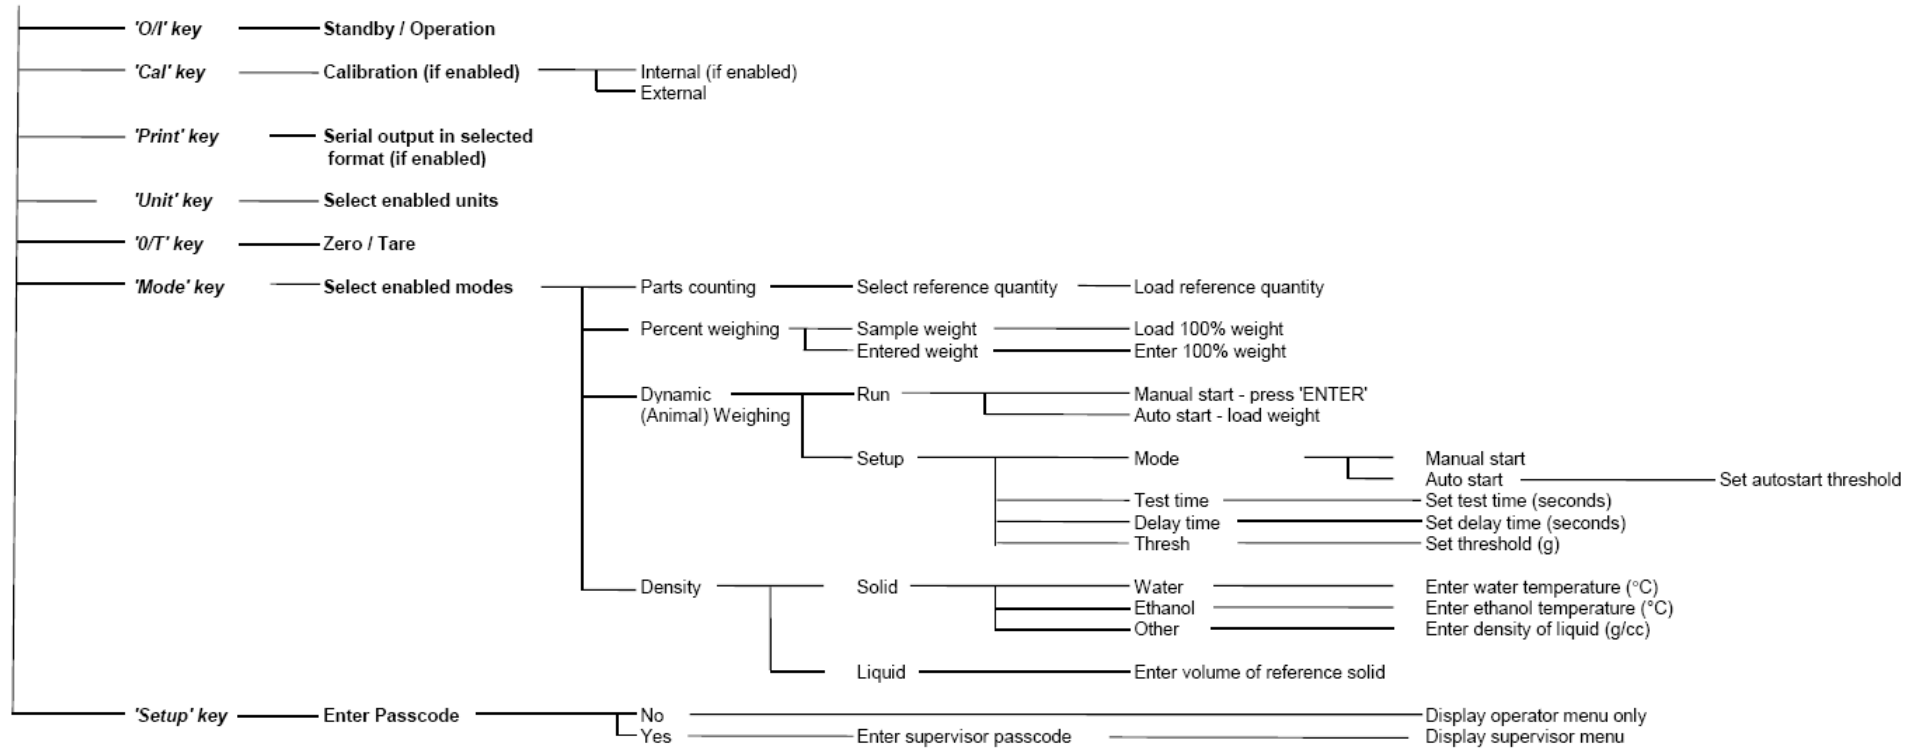 'O/I' key Standby / Operation
'Cal' key Calibration (if enabled) Internal (if enabled)
External
'Print' key Serial output in selected
format (if enabled)
'Unit' key Select enabled units
'0/T' key Zero / Tare
'Mode' key Select enabled modes Parts counting Select reference quantity Load reference quantity
Percent weighing Sample weight Load 100% weight
Entered weight Enter 100% weight
Dynamic Run Manual start - press 'ENTER'
(Animal) Weighing Auto start - load weight
Setup Mode Manual start
Auto start Set autostart threshold
Test time Set test time (seconds)
Delay time Set delay time (seconds)
Thresh Set threshold (g)
Density Solid Water Enter water temperature (°C)
Ethanol Enter ethanol temperature (°C)
Other Enter density of liquid (g/cc)
Liquid Enter volume of reference solid
'Setup' key Enter Passcode No Display operator menu only
Yes Enter supervisor passcode Display supervisor menu